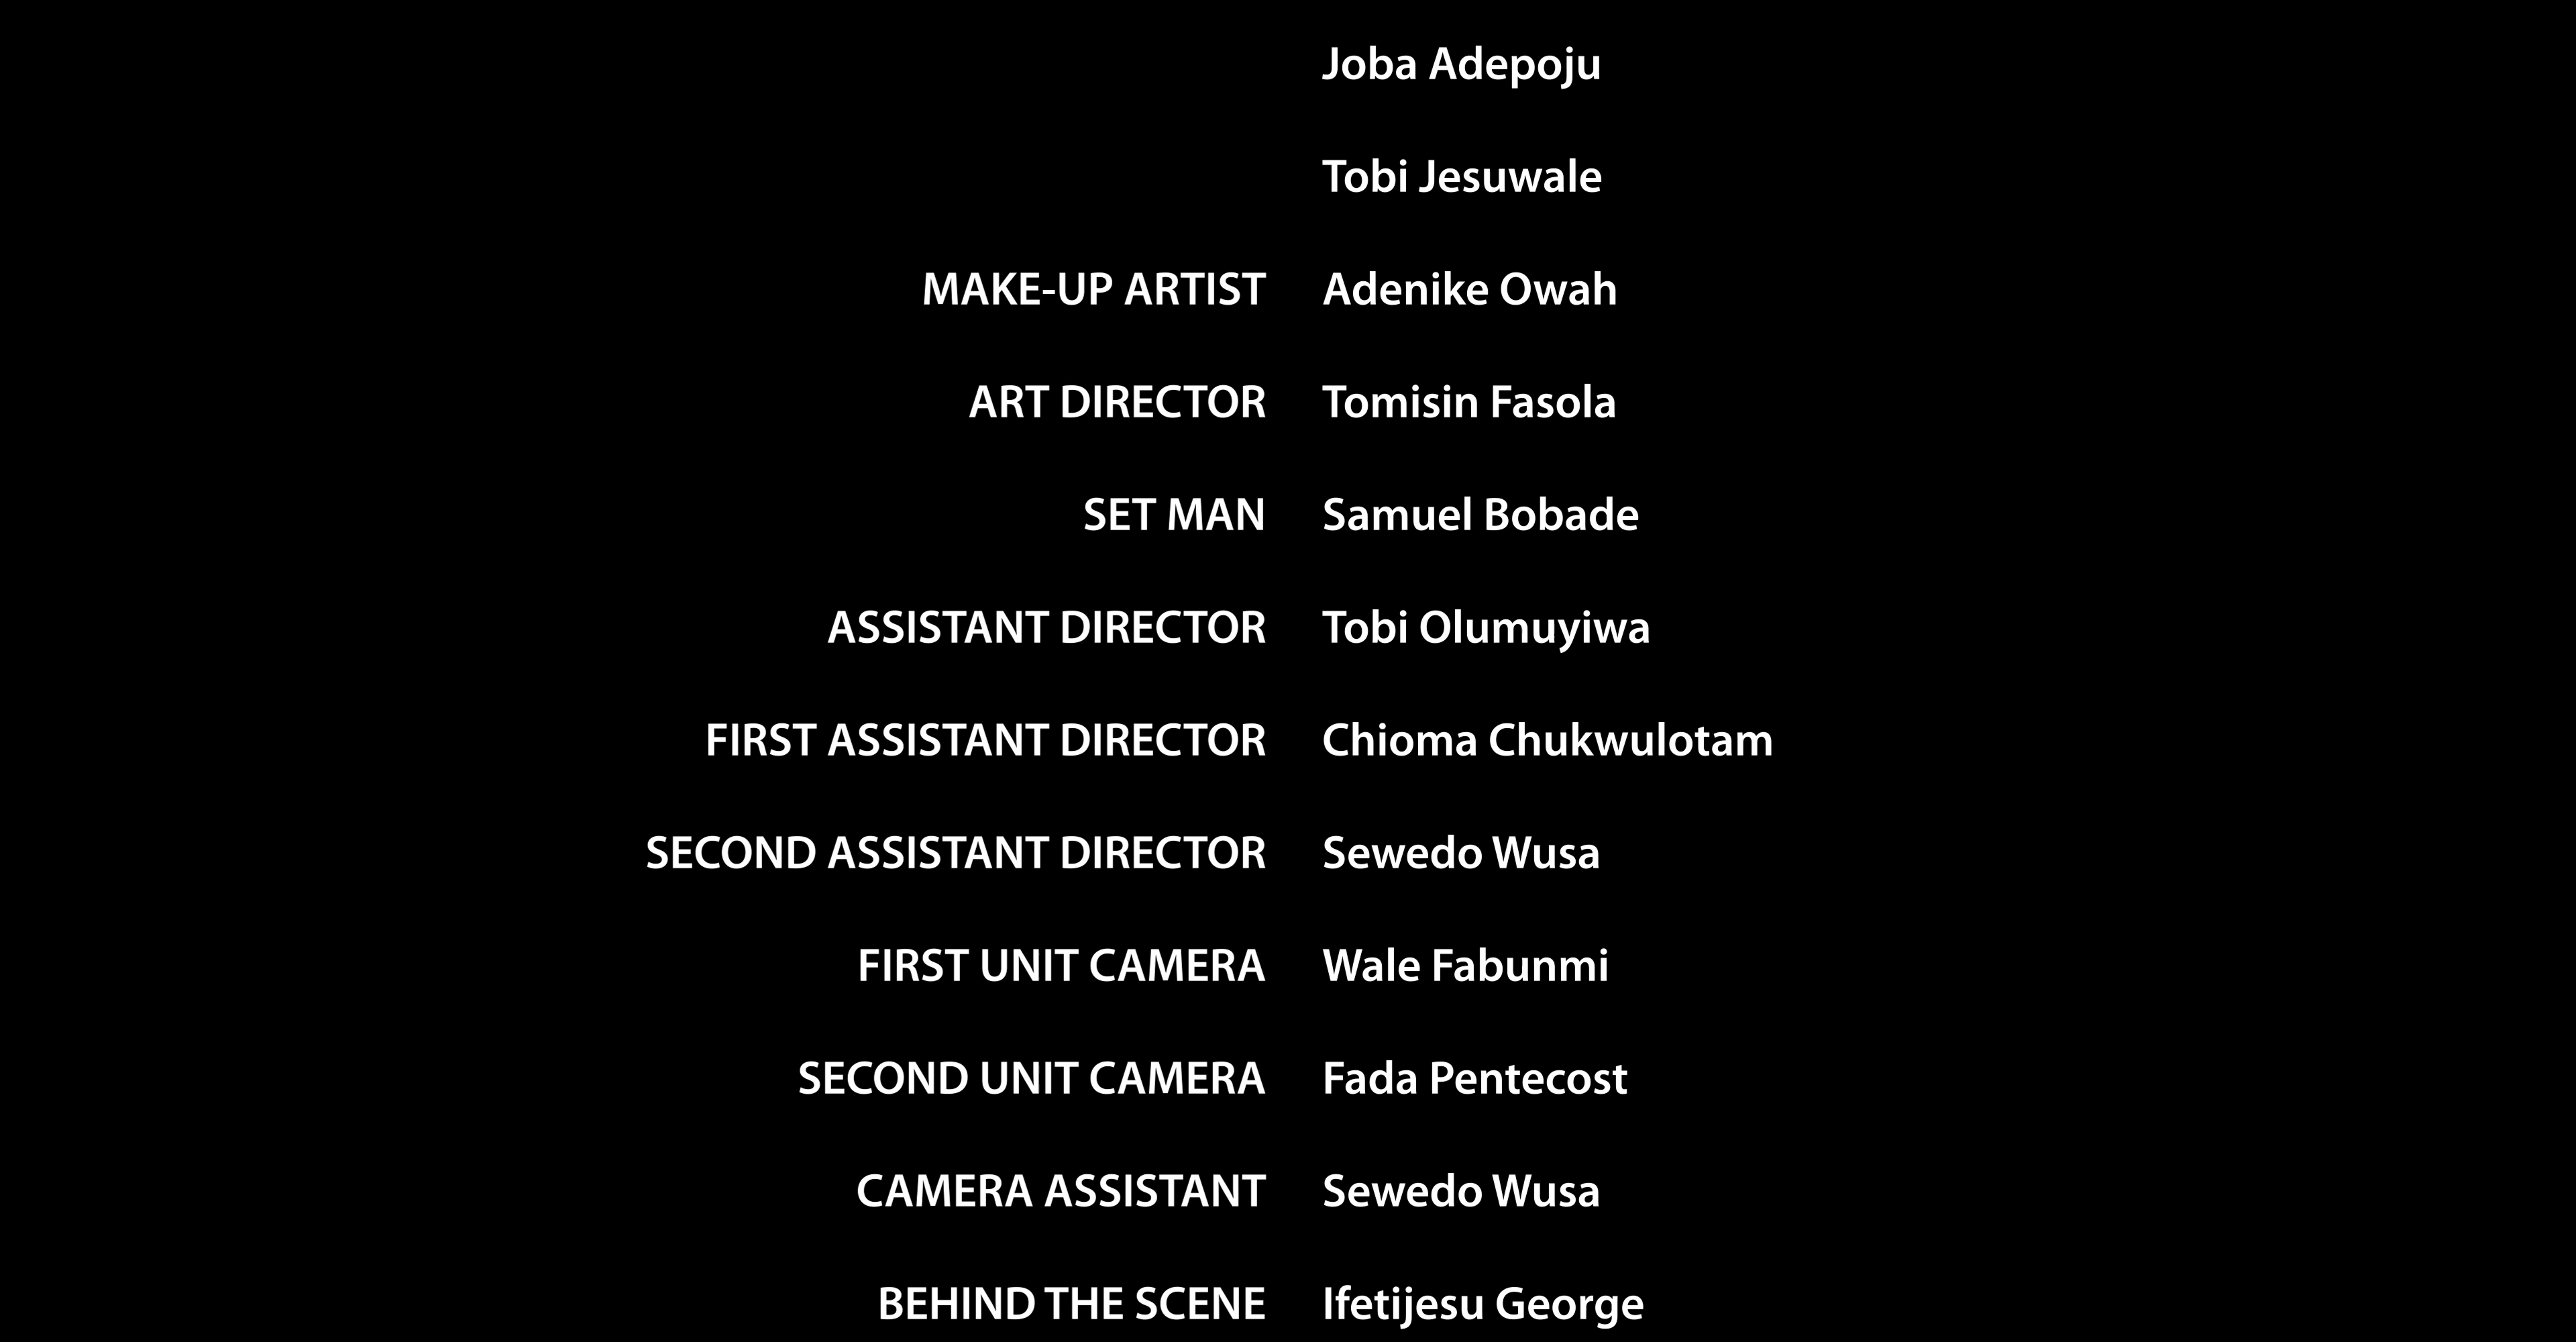 Joba Adepoju
Tobi Jesuwale
MAKE-UP ARTIST Adenike Owah
ART DIRECTOR Tomisin Fasola
SET MAN Samuel Bobade
ASSISTANT DIRECTOR Tobi Olumuyiwa
FIRST ASSISTANT DIRECTOR Chioma Chukwulotam
SECOND ASSISTANT DIRECTOR Sewedo Wusa
FIRST UNIT CAMERA Wale Fabunmi
SECOND UNIT CAMERA Fada Pentecost
CAMERA ASSISTANT Sewedo Wusa
BEHIND THE SCENE Ifetijesu George